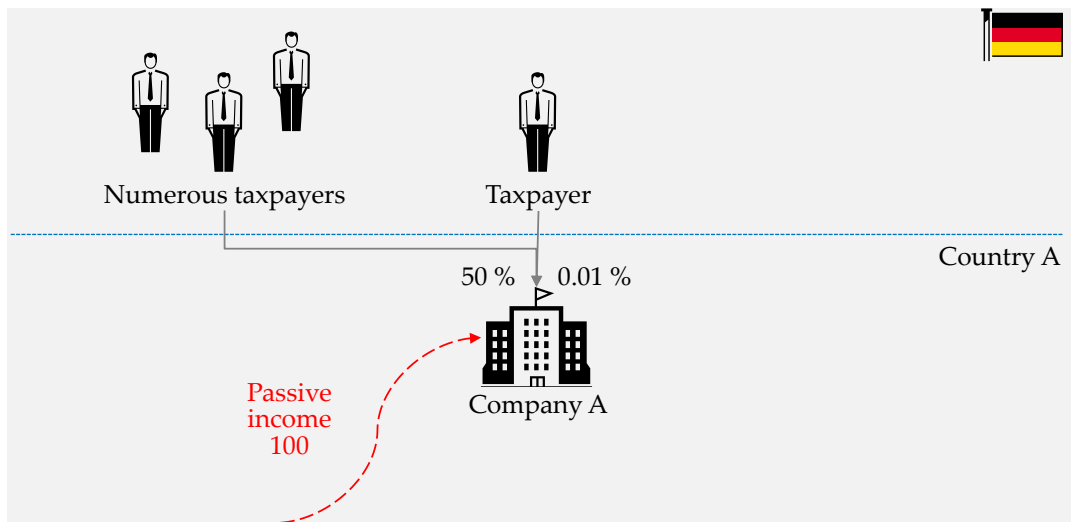 Numerous taxpayers
Taxpayer
Country A
50 %
0.01 %
Passive
income
100
Company A